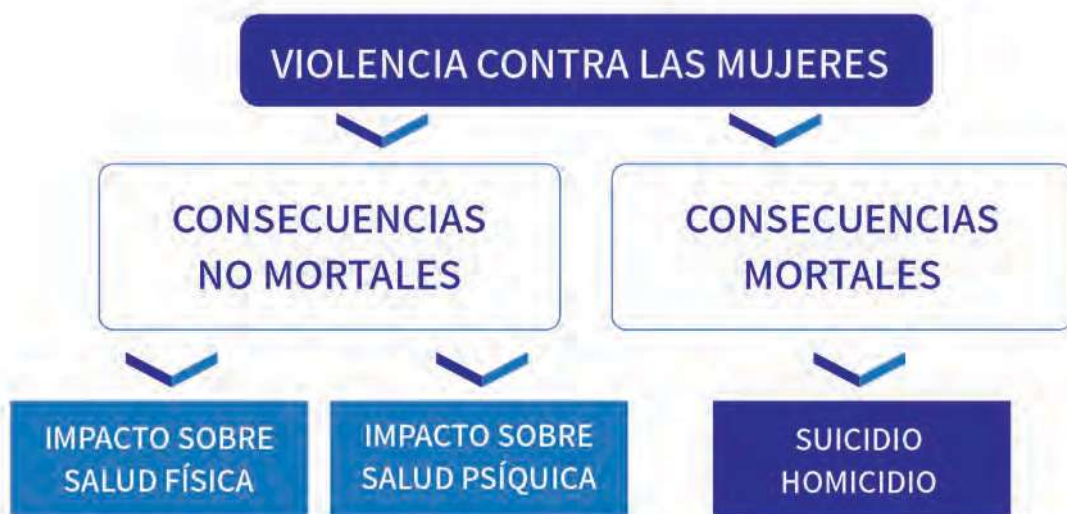 VIOLENCIA CONTRA LAS MUJERES
CONSECUENCIAS
NO MORTALES
CONSECUENCIAS
MORTALES
IMPACTO SOBRE
SALUD FÍSICA
IMPACTO SOBRE
SALUD PSÍQUICA
SUICIDIO
HOMICIDIO